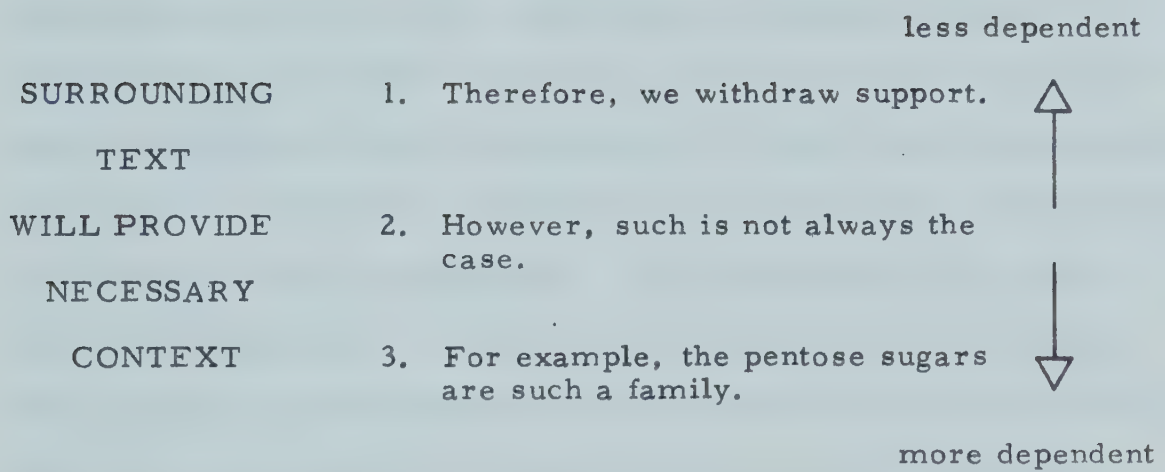 less dependent
SURROUNDING 1. Therefore, we withdraw support.
TEXT
WILL PROVIDE 2. However, such is not always the
case.
NECESSARY
CONTEXT 3. For example, the pentose sugars
are such a family.
more dependent